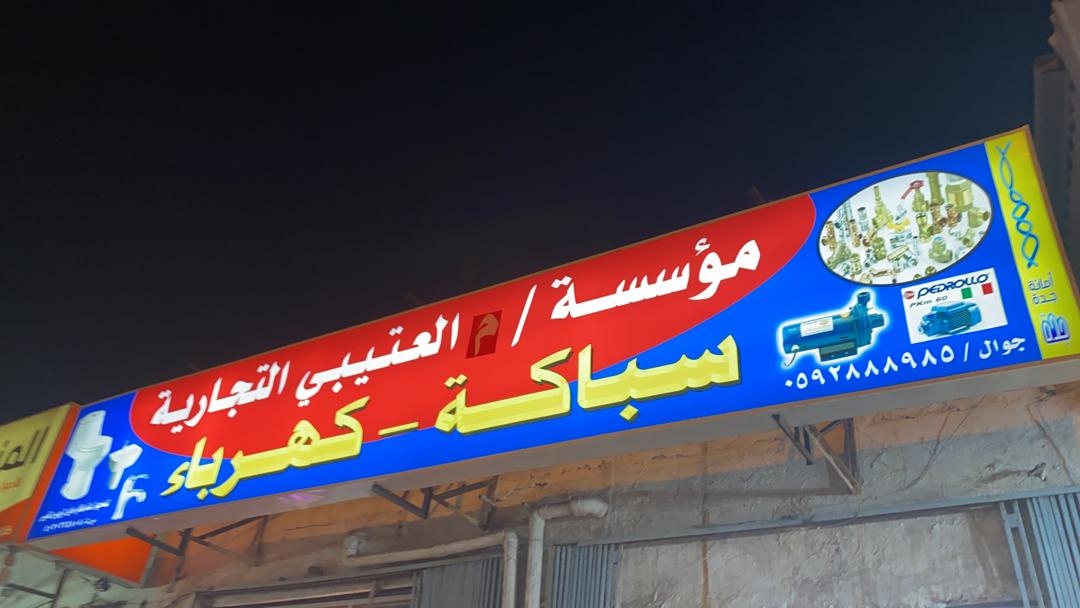 مؤسسة / م العتيبي التجارية
سباكة - كهرباء
PEDROLLO
PKm 60
جوال / ٠٥٩٢٨٨٨٩٨٥
أمانة
جدة